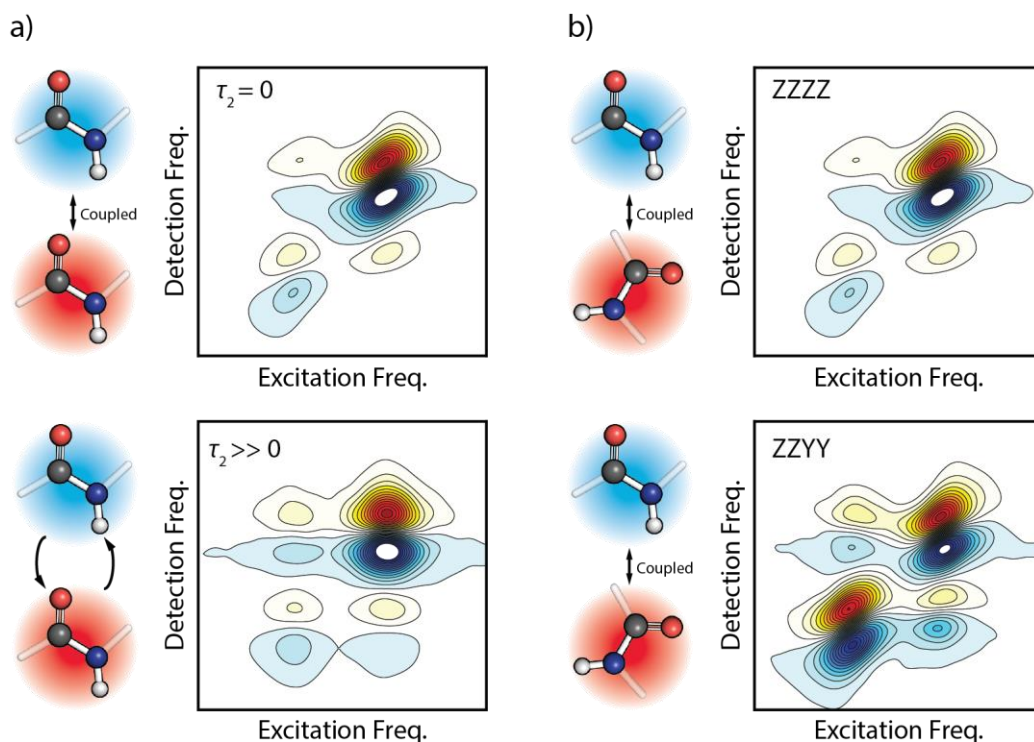 a)
Detection Freq.
τ2 = 0
Coupled
Excitation Freq.
Detection Freq.
τ2 >> 0
Excitation Freq.
b)
Detection Freq.
ZZZZ
Coupled
Excitation Freq.
Detection Freq.
ZZYY
Coupled
Excitation Freq.